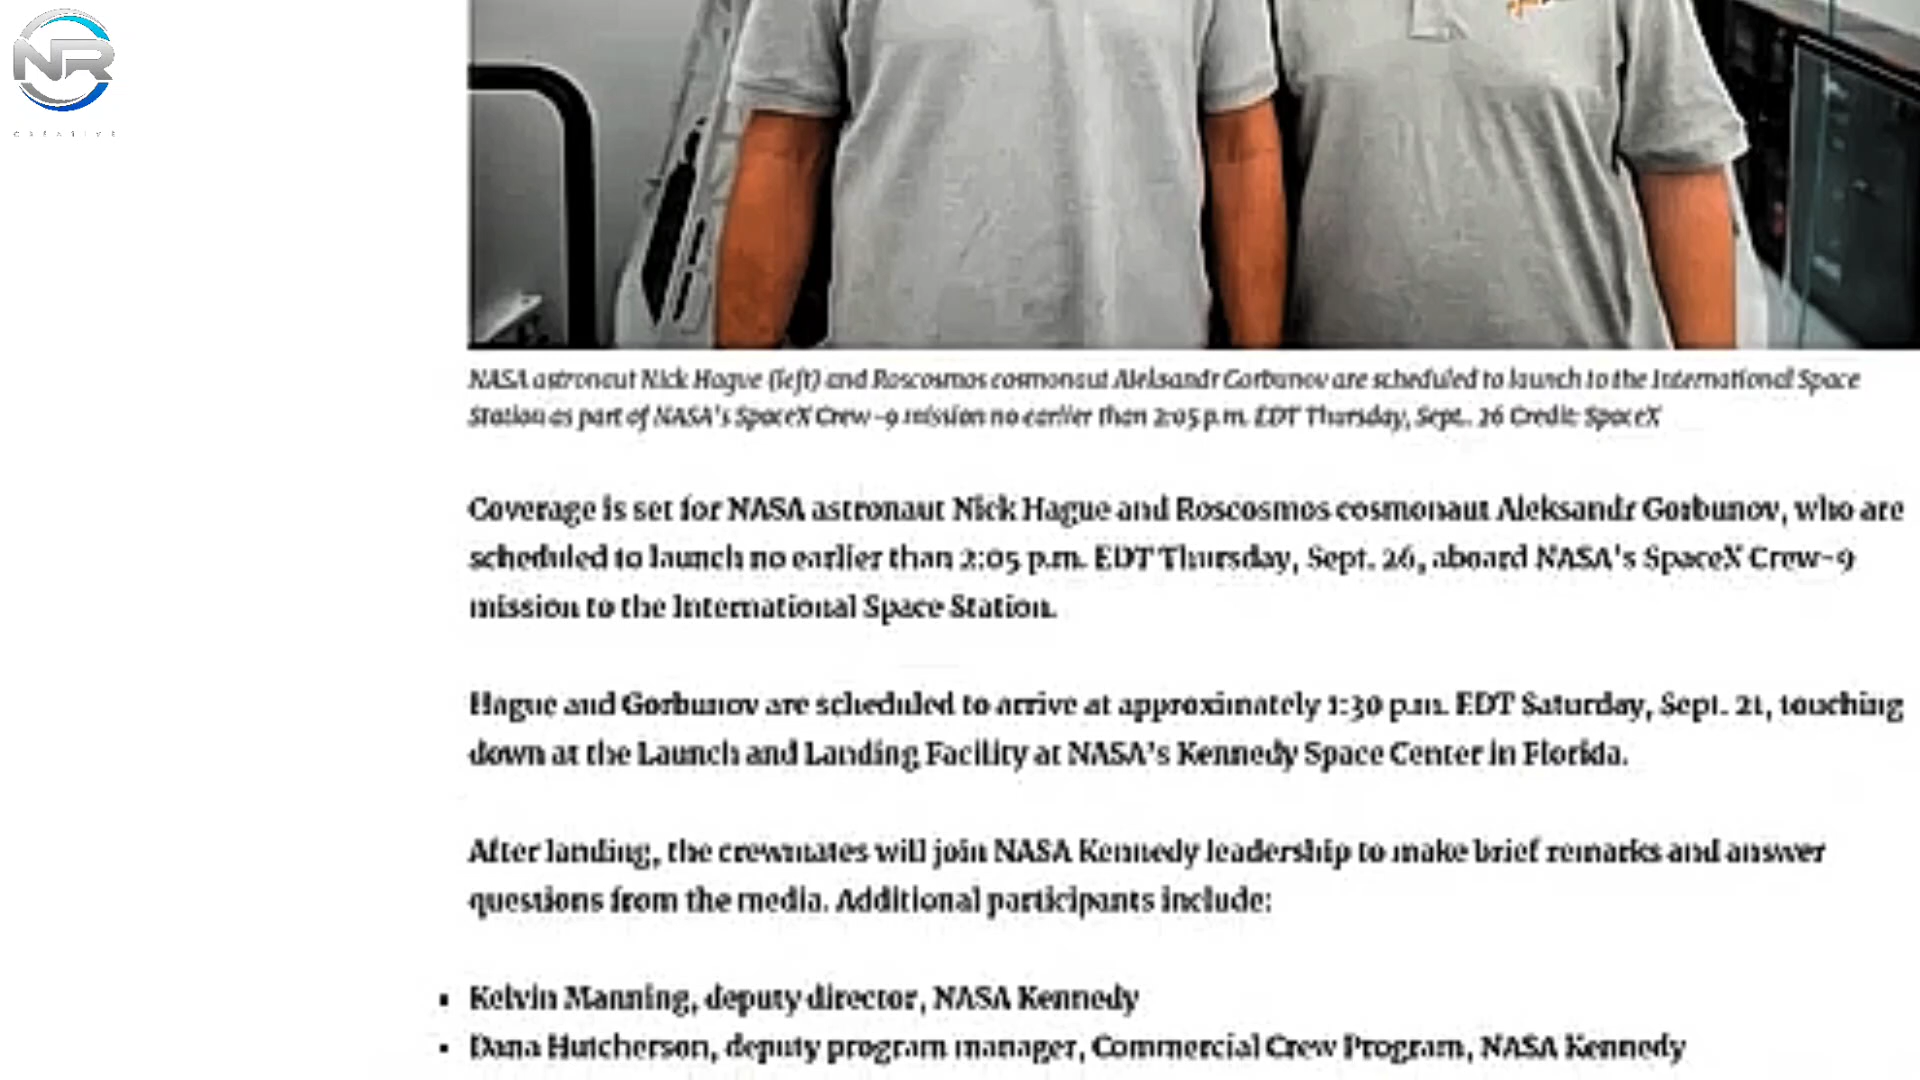 NR
CREATIVE
NASA astronaut Nick Hague (left) and Roscosmos cosmonaut Aleksandr Gorbunov are scheduled to launch to the International Space
Station as part of NASA's SpaceX Crew-9 mission no earlier than 2:05 p.m. EDT Thursday, Sept. 26 Credit: SpaceX
Coverage is set for NASA astronaut Nick Hague and Roscosmos cosmonaut Aleksandr Gorbunov, who are
scheduled to launch no earlier than 2:05 p.m. EDT Thursday, Sept. 26, aboard NASA's SpaceX Crew-9
mission to the International Space Station.
Hague and Gorbunov are scheduled to arrive at approximately 1:30 p.m. EDT Saturday, Sept. 21, touching
down at the Launch and Landing Facility at NASA's Kennedy Space Center in Florida.
After landing, the crewmates will join NASA Kennedy leadership to make brief remarks and answer
questions from the media. Additional participants include:
▪ Kelvin Manning, deputy director, NASA Kennedy
▪ Dana Hutcherson, deputy program manager, Commercial Crew Program, NASA Kennedy